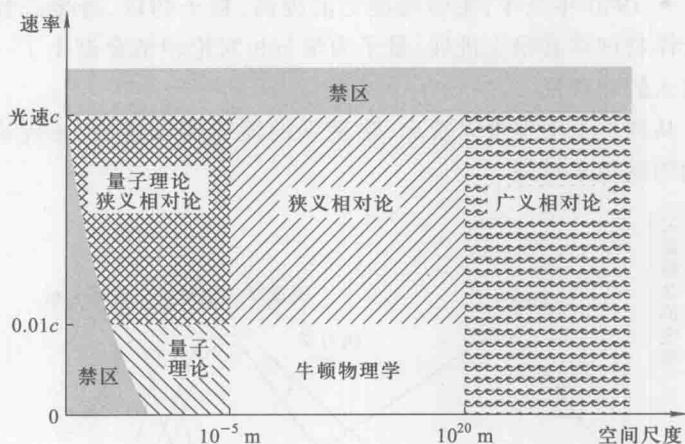 速率
禁区
光速c
量子理论
狭义相对论
狭义相对论
广义相对论
0.01c
量子
理论
禁区
牛顿物理学
0
10⁻⁵ m
10²⁰ m
空间尺度